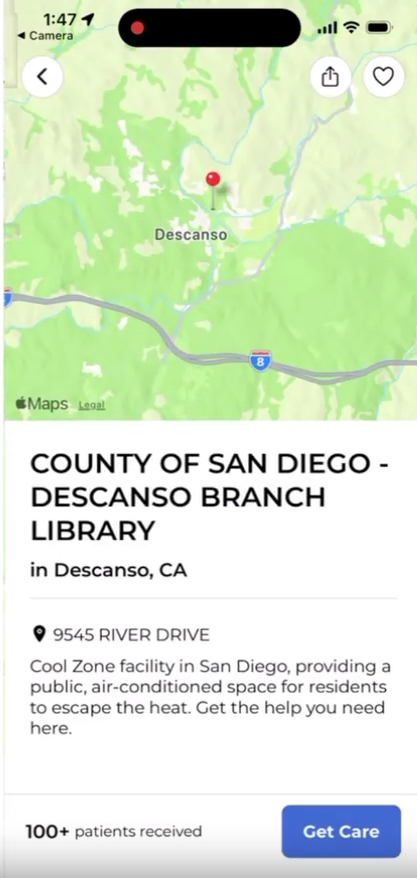 1:47
◀ Camera
Descanso
8
Maps Legal
COUNTY OF SAN DIEGO -
DESCANSO BRANCH
LIBRARY
in Descanso, CA
9545 RIVER DRIVE
Cool Zone facility in San Diego, providing a
public, air-conditioned space for residents
to escape the heat. Get the help you need
here.
100+ patients received
Get Care